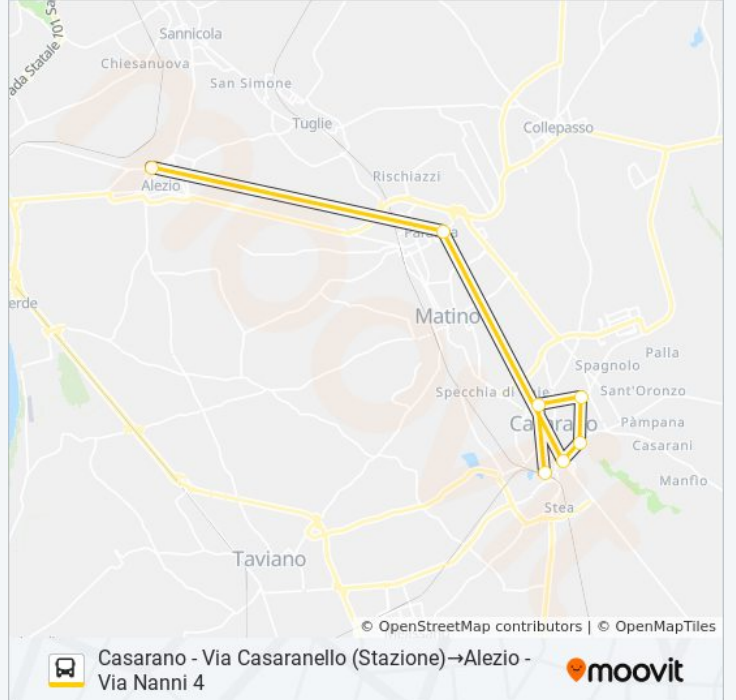 Sannicola
Chiesanuova
San Simone
Tuglie
Collepasso
Rischiazzi
Alezio
Matino
Palla
Spagnolo
Sant'Oronzo
Specchia di
Pàmpana
Casarani
Manfio
Stea
Taviano
© OpenStreetMap contributors | © OpenMapTiles
Casarano - Via Casaranello (Stazione)→Alezio -
Via Nanni 4
moovit